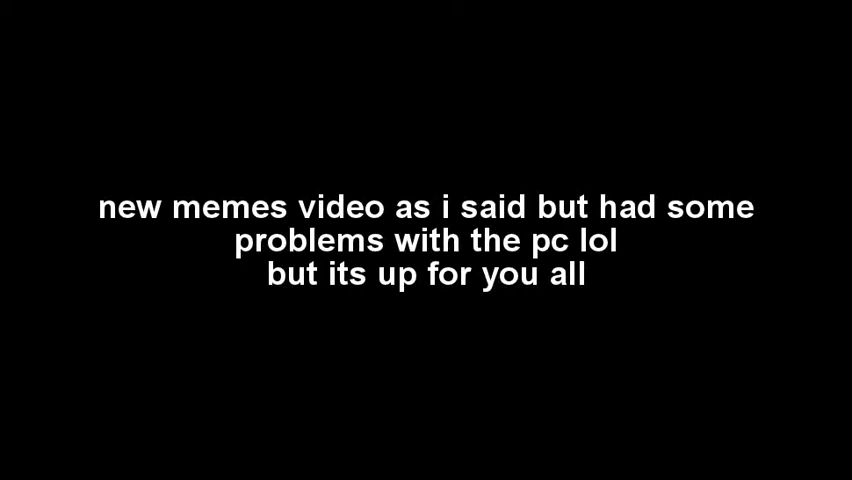 new memes video as i said but had some
problems with the pc lol
but its up for you all